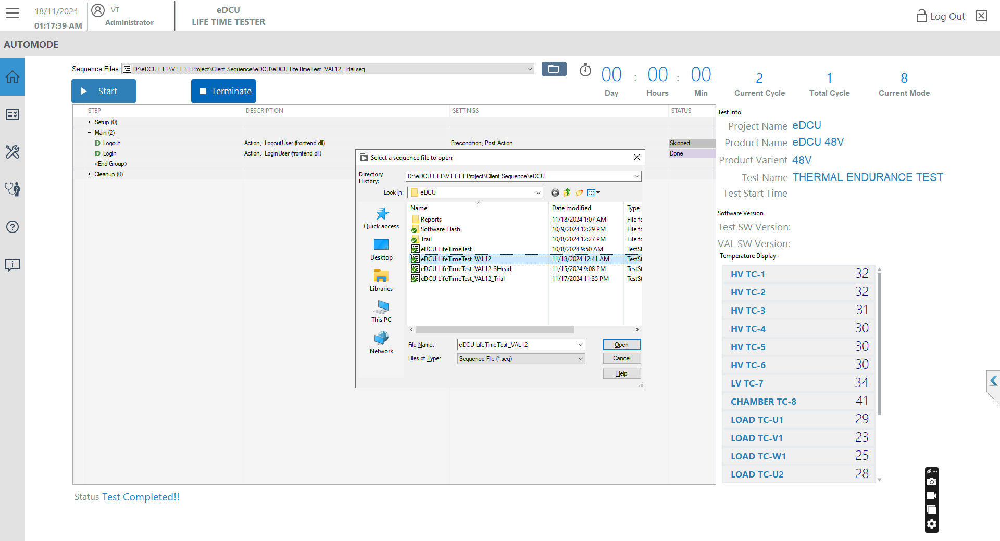 18/11/2024
01:17:39 AM
VT
Administrator
eDCU
LIFE TIME TESTER
Log Out
AUTOMODE
Sequence Files: D:\eDCU LTT\VT LTT Project\Client Sequence\eDCU\eDCU LifeTimeTest_VAL12_Trial.seq
Start
Terminate
00 : 00 : 00
Day Hours Min
2 1 8
Current Cycle Total Cycle Current Mode
STEP DESCRIPTION SETTINGS STATUS
+ Setup (0)
- Main (2)
D Logout Action, LogoutUser (frontend.dll) Precondition, Post Action Skipped
D Login Action, LoginUser (frontend.dll) Done
<End Group>
+ Cleanup (0)
Select a sequence file to open:
Directory History: D:\eDCU LTT\VT LTT Project\Client Sequence\eDCU
Look in: eDCU
Quick access
Desktop
Libraries
This PC
Network
Name Date modified Type
Reports 11/18/2024 1:07 AM File fo
Software Flash 10/9/2024 12:29 PM File fo
Trail 10/8/2024 12:27 PM File fo
eDCU LifeTimeTest 10/8/2024 9:50 AM TestSt
eDCU LifeTimeTest_VAL12 11/18/2024 12:41 AM TestSt
eDCU LifeTimeTest_VAL12_3Head 11/15/2024 9:08 PM TestSt
eDCU LifeTimeTest_VAL12_Trial 11/17/2024 11:35 PM TestSt
File Name: eDCU LifeTimeTest_VAL12 Open
Files of Type: Sequence File (*.seq) Cancel
Help
Test Info
Project Name eDCU
Product Name eDCU 48V
Product Varient 48V
Test Name THERMAL ENDURANCE TEST
Test Start Time
Software Version
Test SW Version:
VAL SW Version:
Temperature Display
HV TC-1 32
HV TC-2 32
HV TC-3 31
HV TC-4 30
HV TC-5 30
HV TC-6 30
LV TC-7 34
CHAMBER TC-8 41
LOAD TC-U1 29
LOAD TC-V1 23
LOAD TC-W1 25
LOAD TC-U2 28
Status Test Completed!!